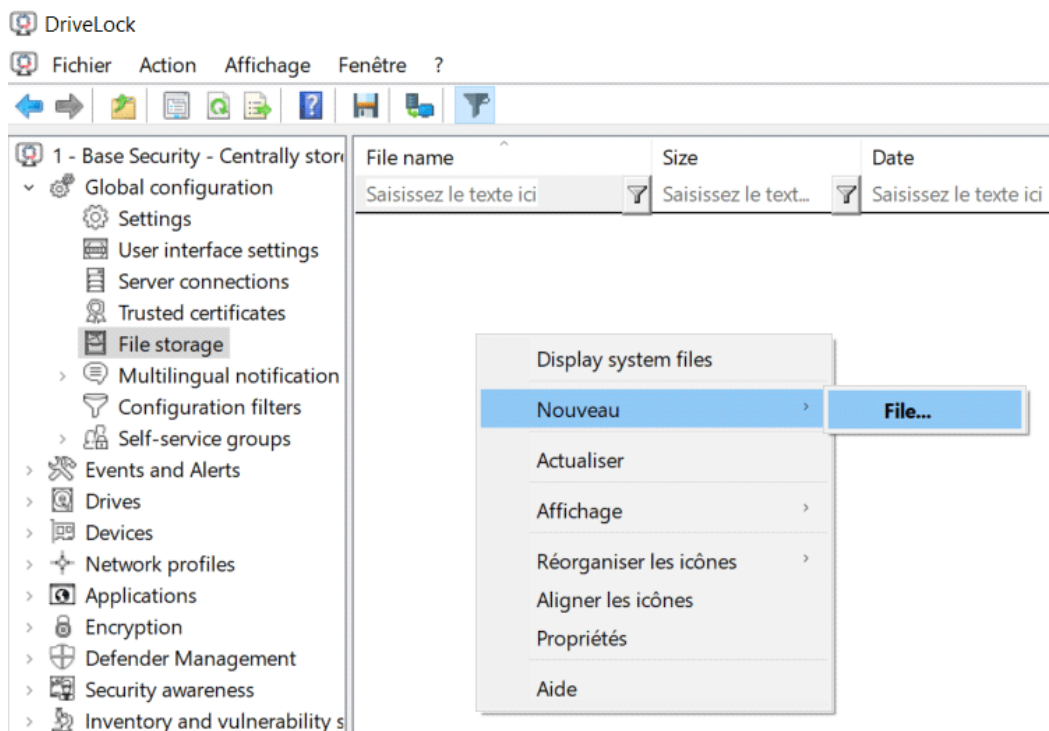 DriveLock
Fichier Action Affichage Fenêtre ?
1 - Base Security - Centrally store
File name Size Date
Global configuration
Saisissez le texte ici Saisissez le text... Saisissez le texte ici
Settings
User interface settings
Server connections
Trusted certificates
File storage
Multilingual notification
Configuration filters
Self-service groups
Events and Alerts
Drives
Devices
Network profiles
Applications
Encryption
Defender Management
Security awareness
Inventory and vulnerability s
Display system files
Nouveau
File...
Actualiser
Affichage
Réorganiser les icônes
Aligner les icônes
Propriétés
Aide